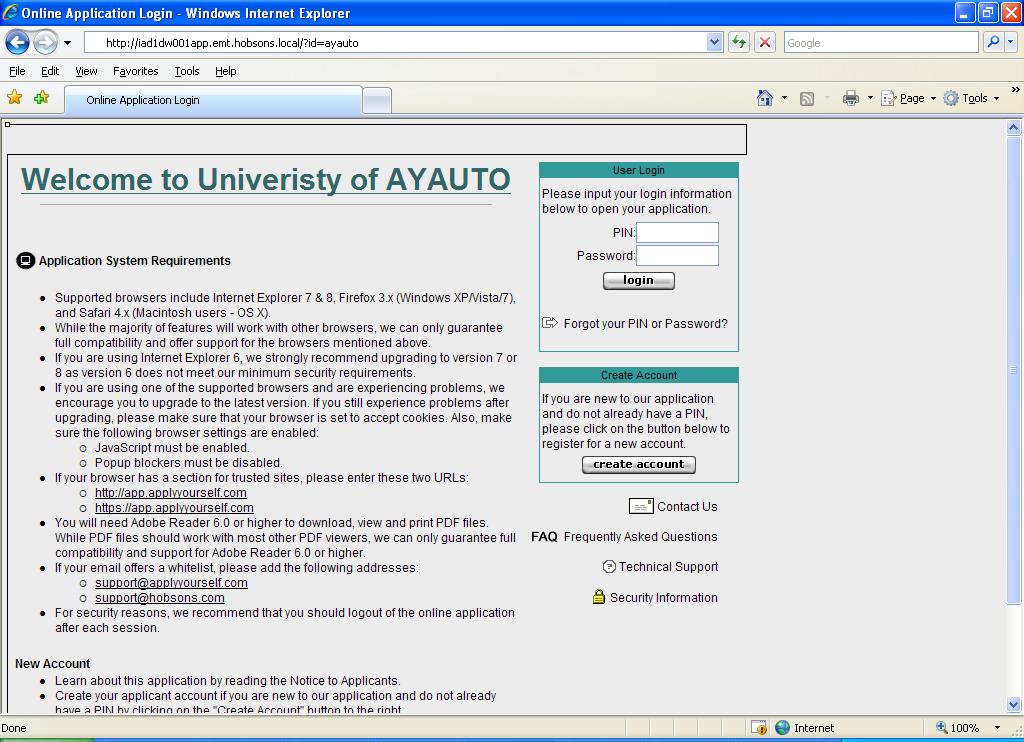 Online Application Login - Windows Internet Explorer
http://iad1dw001app.emt.hobsons.local/?id=ayauto
Google
File Edit View Favorites Tools Help
Online Application Login
Page Tools
Welcome to Univeristy of AYAUTO
Application System Requirements
Supported browsers include Internet Explorer 7 & 8, Firefox 3.x (Windows XP/Vista/7),
and Safari 4.x (Macintosh users - OS X).
While the majority of features will work with other browsers, we can only guarantee
full compatibility and offer support for the browsers mentioned above.
If you are using Internet Explorer 6, we strongly recommend upgrading to version 7 or
8 as version 6 does not meet our minimum security requirements.
If you are using one of the supported browsers and are experiencing problems, we
encourage you to upgrade to the latest version. If you still experience problems after
upgrading, please make sure that your browser is set to accept cookies. Also, make
sure the following browser settings are enabled:
JavaScript must be enabled.
Popup blockers must be disabled.
If your browser has a section for trusted sites, please enter these two URLs:
http://app.applyyourself.com
https://app.applyyourself.com
You will need Adobe Reader 6.0 or higher to download, view and print PDF files.
While PDF files should work with most other PDF viewers, we can only guarantee full
compatibility and support for Adobe Reader 6.0 or higher.
If your email offers a whitelist, please add the following addresses:
support@applyyourself.com
support@hobsons.com
For security reasons, we recommend that you should logout of the online application
after each session.
New Account
Learn about this application by reading the Notice to Applicants.
Create your applicant account if you are new to our application and do not already
have a PIN by clicking on the "Create Account" button to the right
User Login
Please input your login information
below to open your application.
PIN:
Password:
login
Forgot your PIN or Password?
Create Account
If you are new to our application
and do not already have a PIN,
please click on the button below to
register for a new account.
create account
Contact Us
FAQ Frequently Asked Questions
Technical Support
Security Information
Done
Internet
100%